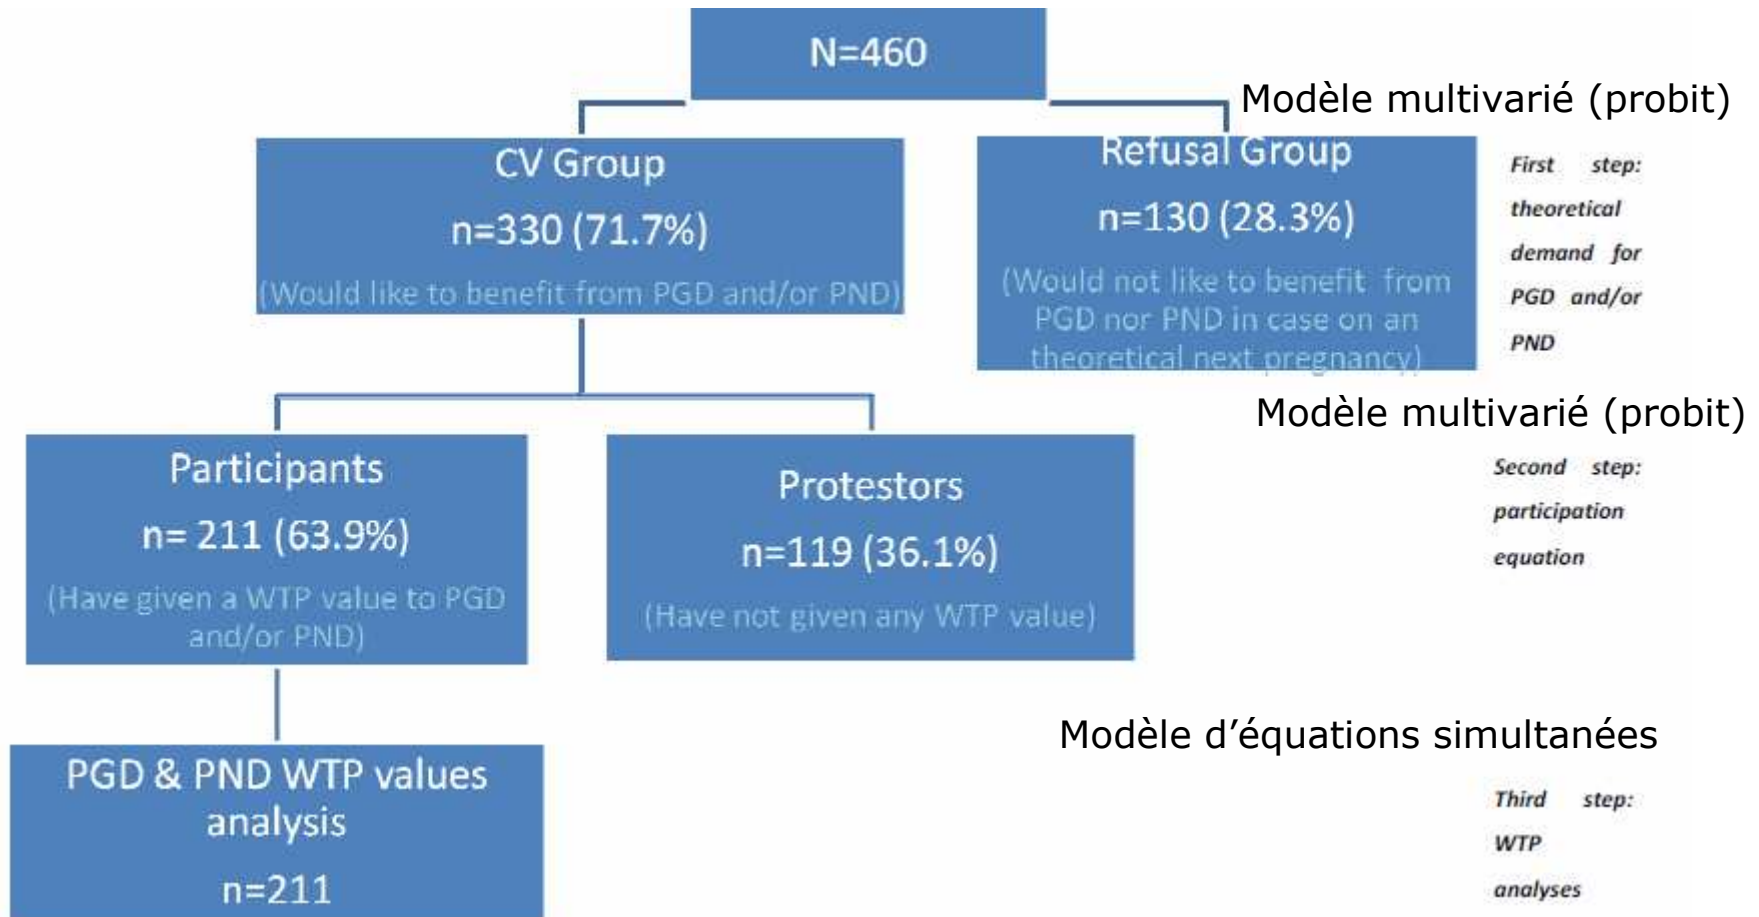 N=460
Modèle multivarié (probit)
CV Group
n=330 (71.7%)
(Would like to benefit from PGD and/or PND)
Refusal Group
n=130 (28.3%)
(Would not like to benefit from
PGD nor PND in case on an
theoretical next pregnancy)
First step:
theoretical
demand for
PGD and/or
PND
Modèle multivarié (probit)
Participants
n= 211 (63.9%)
(Have given a WTP value to PGD
and/or PND)
Protestors
n=119 (36.1%)
(Have not given any WTP value)
Second step:
participation
equation
Modèle d’équations simultanées
PGD & PND WTP values
analysis
n=211
Third step:
WTP
analyses